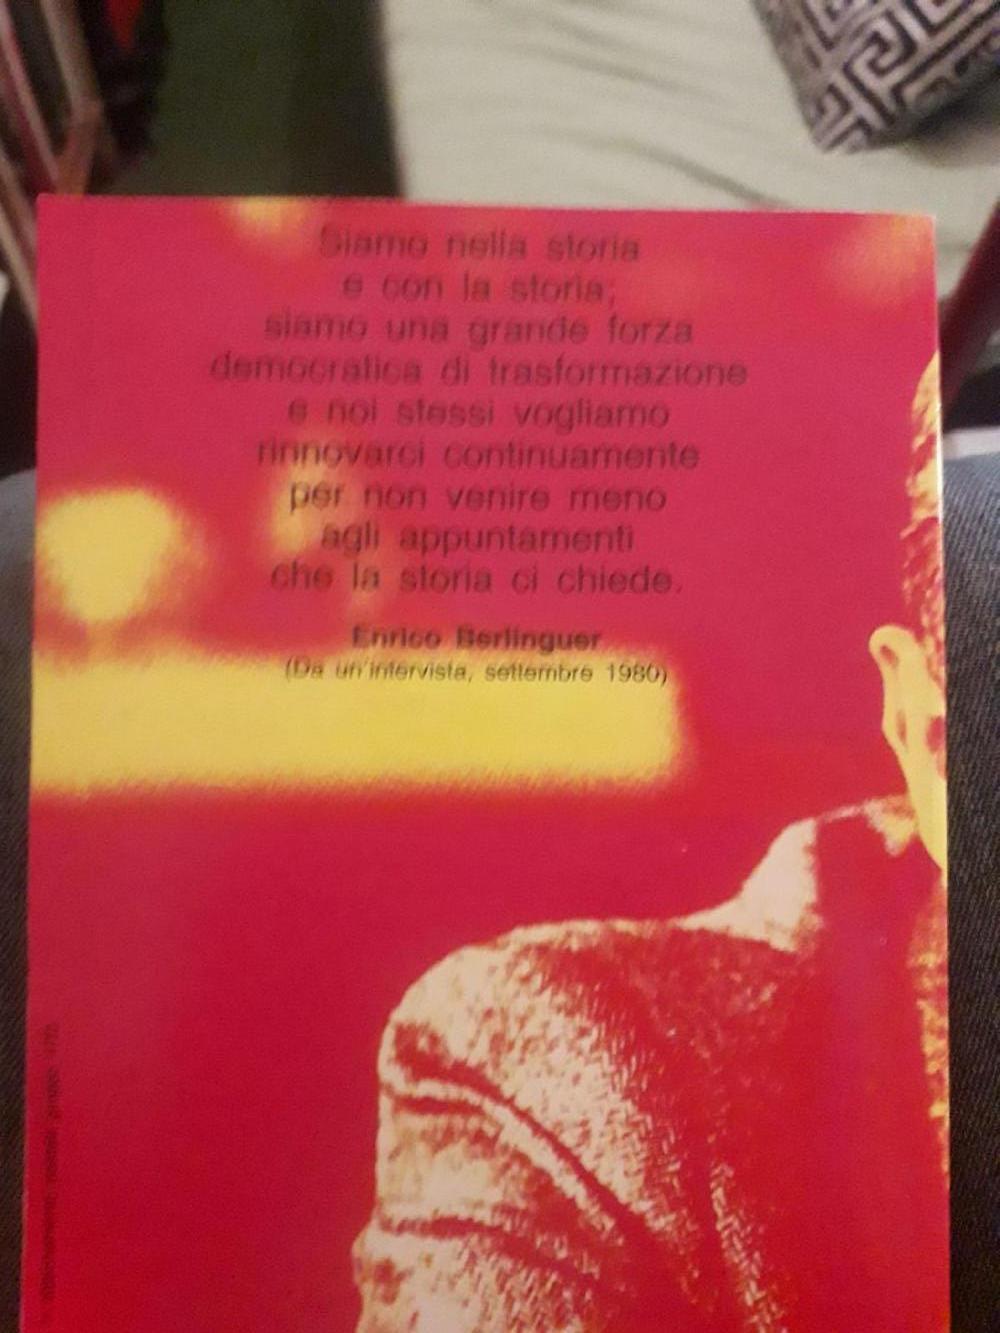 Siamo nella storia
e con la storia;
siamo una grande forza
democratica di trasformazione
e noi stessi vogliamo
rinnovarci continuamente
per non venire meno
agli appuntamenti
che la storia ci chiede.
Enrico Berlinguer
(Da un'intervista, settembre 1980)